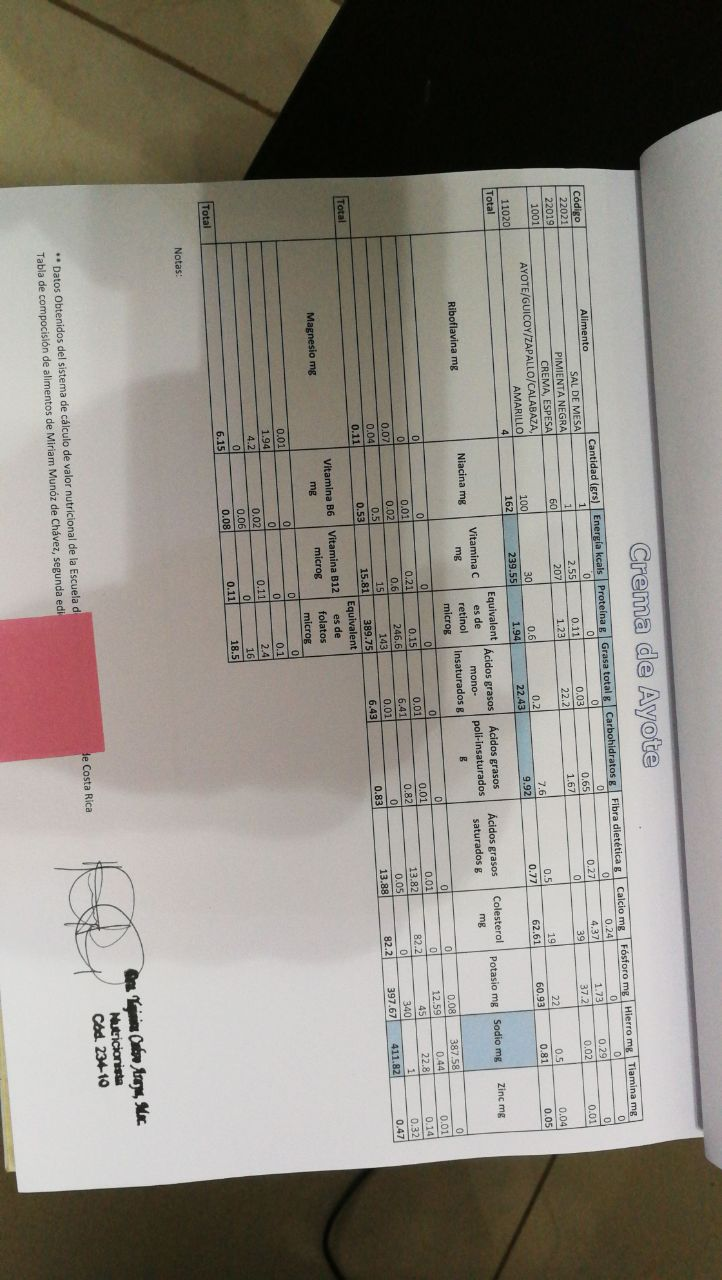 Crema de Ayote
Código Alimento Cantidad (grs) Energía kcals Proteína g Grasa total g Carbohidratos g Fibra dietética g Calcio mg Fósforo mg Hierro mg Tiamina mg
22021 SAL DE MESA 1 0 0 0 0 0 0.24 0 0 0
22019 PIMIENTA NEGRA 1 2.55 0.11 0.03 0.65 0.27 4.37 1.73 0.29 0
1001 CREMA, ESPESA 60 207 1.23 22.2 1.67 0 39 37.2 0.02 0.01
AYOTE/GUICOY/ZAPALLO/CALABAZA,
11020 AMARILLO 100 30 0.6 0.2 7.6 0.5 19 22 0.5 0.04
Total 4 162 239.55 1.94 22.43 9.92 0.77 62.61 60.93 0.81 0.05
Riboflavina mg Niacina mg Vitamina C mg Equivalent es de retinol microg Ácidos grasos mono-insaturados g Ácidos grasos poli-insaturados g Ácidos grasos saturados g Colesterol mg Potasio mg Sodio mg Zinc mg
0 0 0 0 0 0 0 0 0.08 387.58 0
0 0.01 0.21 0.15 0.01 0.01 0.01 0 12.59 0.44 0.01
0.07 0.02 0.6 246.6 6.41 0.82 13.82 82.2 45 22.8 0.14
0.04 0.5 15 143 0.01 0 0.05 0 340 1 0.32
Total 0.11 0.53 15.81 389.75 6.43 0.83 13.88 82.2 397.67 411.82 0.47
Magnesio mg Vitamina B6 mg Vitamina B12 microg Equivalent es de folatos microg
0.01 0 0 0
1.94 0 0 0.1
4.2 0.02 0.11 2.4
0 0.06 0 16
Total 6.15 0.08 0.11 18.5
Notas:
** Datos Obtenidos del sistema de cálculo de valor nutricional de la Escuela d de Costa Rica
Tabla de compocisión de alimentos de Miriam Munóz de Chávez, segunda edi
Dra.
Nutricionista
Cód. 234-10